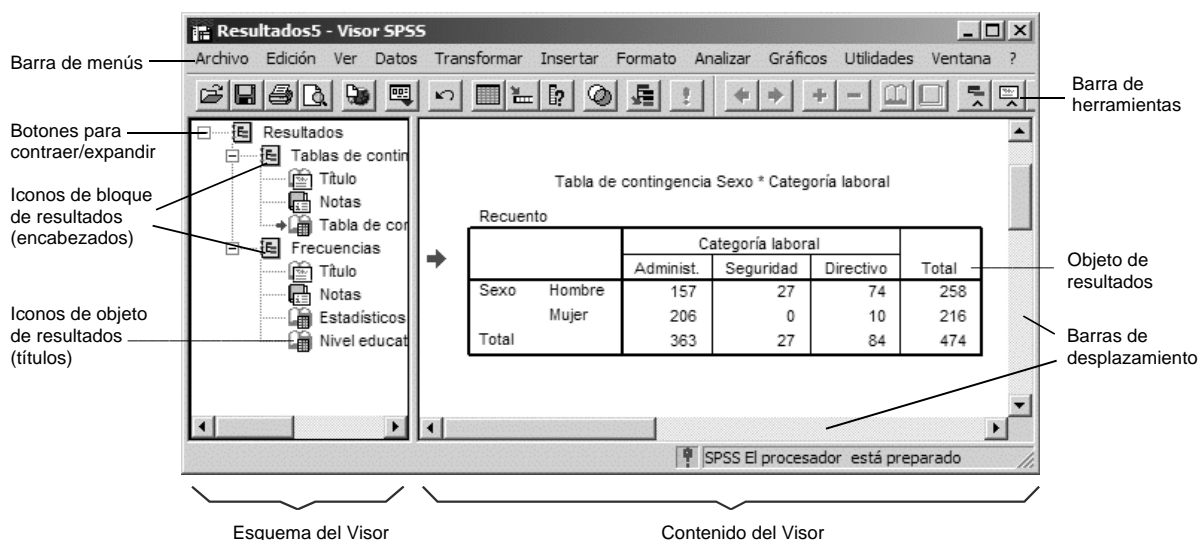 Resultados5 - Visor SPSS
Archivo Edición Ver Datos Transformar Insertar Formato Analizar Gráficos Utilidades Ventana ?
Barra de menús
Barra de
herramientas
Botones para
contraer/expandir
Iconos de bloque
de resultados
(encabezados)
Iconos de objeto
de resultados
(títulos)
Resultados
Tablas de contin
Título
Notas
Tabla de cor
Frecuencias
Título
Notas
Estadísticos
Nivel educat
Tabla de contingencia Sexo * Categoría laboral
Recuento
Categoría laboral
Administ. Seguridad Directivo Total
Sexo Hombre 157 27 74 258
Mujer 206 0 10 216
Total 363 27 84 474
Objeto de
resultados
Barras de
desplazamiento
SPSS El procesador está preparado
Esquema del Visor
Contenido del Visor